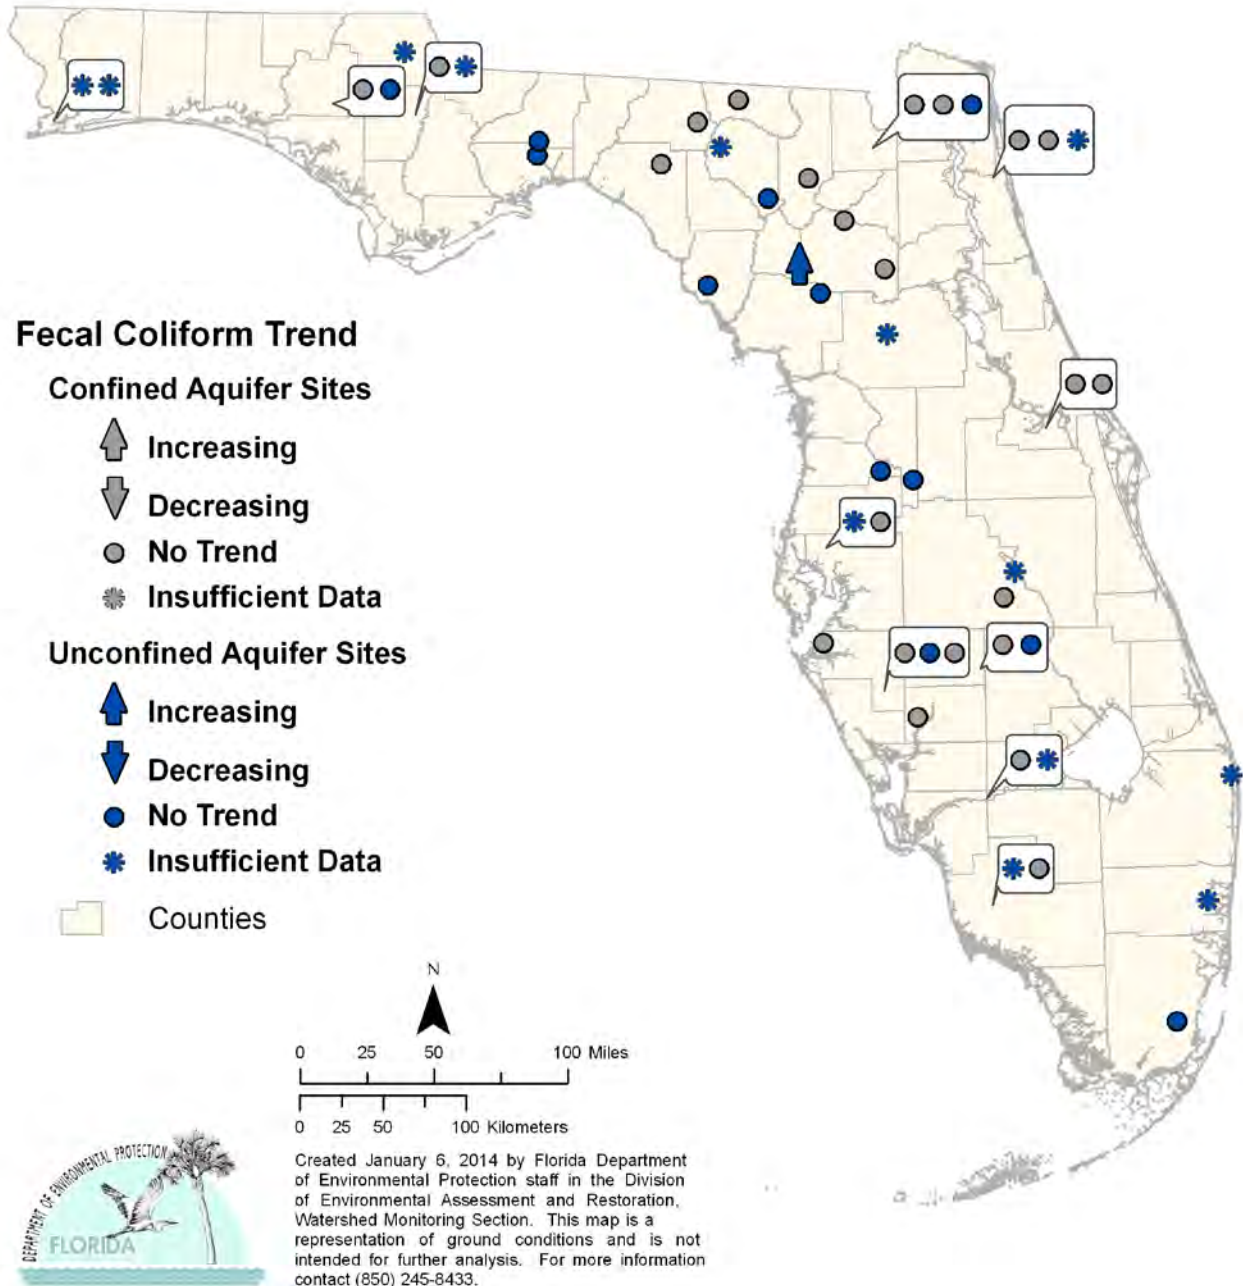 Fecal Coliform Trend
Confined Aquifer Sites
Increasing
Decreasing
No Trend
Insufficient Data
Unconfined Aquifer Sites
Increasing
Decreasing
No Trend
Insufficient Data
Counties
N
0 25 50 100 Miles
0 25 50 100 Kilometers
Created January 6, 2014 by Florida Department
of Environmental Protection staff in the Division
of Environmental Assessment and Restoration,
Watershed Monitoring Section. This map is a
representation of ground conditions and is not
intended for further analysis. For more information
contact (850) 245-8433.
DEPARTMENT OF ENVIRONMENTAL PROTECTION
FLORIDA